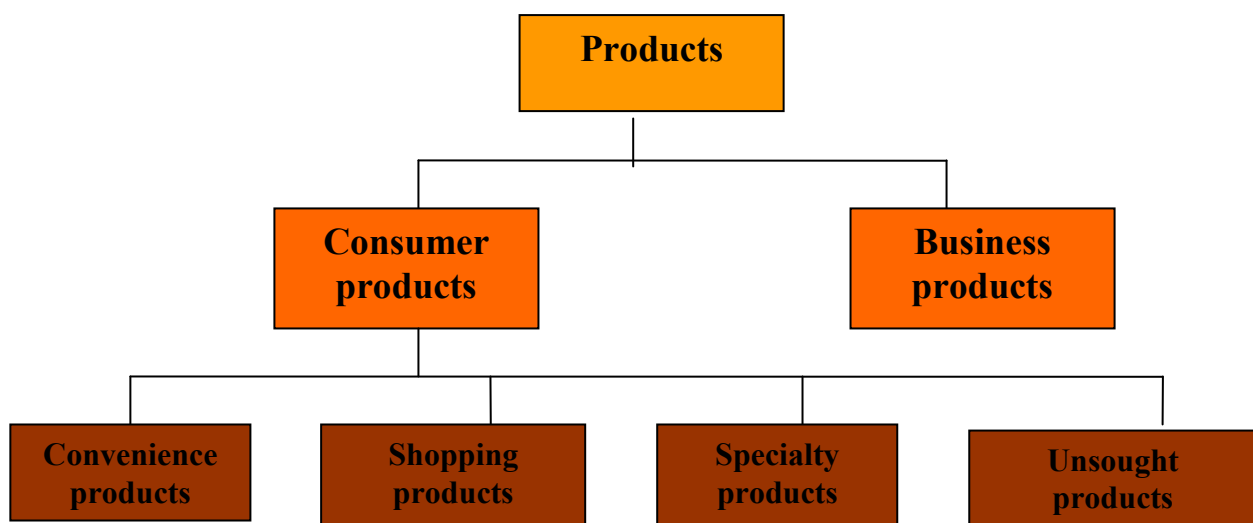 Products
Consumer
products
Business
products
Convenience
products
Shopping
products
Specialty
products
Unsought
products